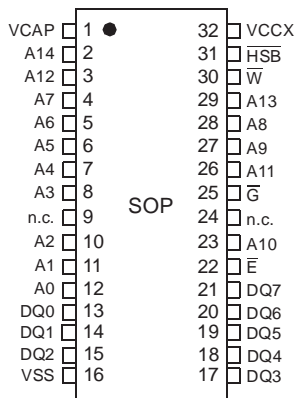 VCAP 1 32 VCCX
A14 2 31 H̅S̅B̅
A12 3 30 W̅
A7 4 29 A13
A6 5 28 A8
A5 6 27 A9
A4 7 26 A11
A3 8 25 G̅
n.c. 9 SOP 24 n.c.
A2 10 23 A10
A1 11 22 E̅
A0 12 21 DQ7
DQ0 13 20 DQ6
DQ1 14 19 DQ5
DQ2 15 18 DQ4
VSS 16 17 DQ3